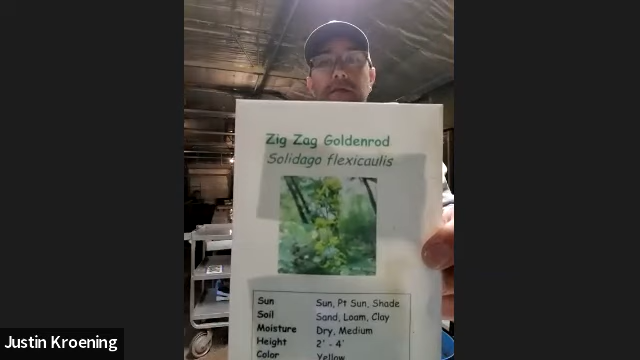 Zig Zag Goldenrod
Solidago flexicaulis
Sun Sun, Pt Sun, Shade
Soil Sand, Loam, Clay
Moisture Dry, Medium
Height 2' - 4'
Color Yellow
Justin Kroening